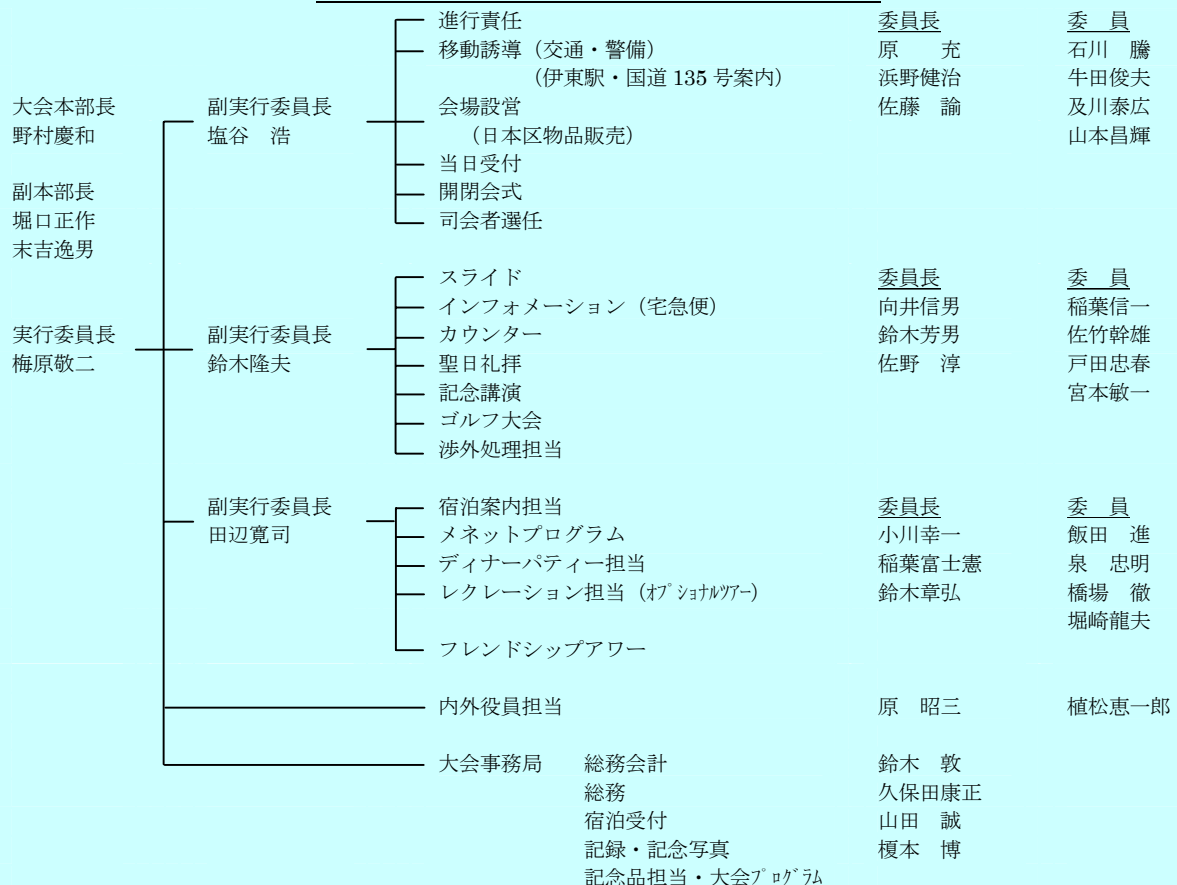 進行責任 委員長 委 員
移動誘導（交通・警備） 原 充 石川 騰
（伊東駅・国道 135 号案内） 浜野健治 牛田俊夫
大会本部長 副実行委員長 会場設営 佐藤 諭 及川泰広
野村慶和 塩谷 浩 （日本区物品販売） 山本昌輝
当日受付
副本部長 開閉会式
堀口正作 司会者選任
末吉逸男
スライド 委員長 委 員
インフォメーション（宅急便） 向井信男 稲葉信一
実行委員長 副実行委員長 カウンター 鈴木芳男 佐竹幹雄
梅原敬二 鈴木隆夫 聖日礼拝 佐野 淳 戸田忠春
記念講演 宮本敏一
ゴルフ大会
渉外処理担当
副実行委員長 宿泊案内担当 委員長 委 員
田辺寛司 メネットプログラム 小川幸一 飯田 進
ディナーパティー担当 稲葉富士憲 泉 忠明
レクレーション担当（ｵﾌﾟｼｮﾅﾙﾂｱｰ） 鈴木章弘 橋場 徹
堀崎龍夫
フレンドシップアワー
内外役員担当 原 昭三 植松恵一郎
大会事務局 総務会計 鈴木 敦
総務 久保田康正
宿泊受付 山田 誠
記録・記念写真 榎本 博
記念品担当・大会ﾌﾟﾛｸﾞﾗﾑ